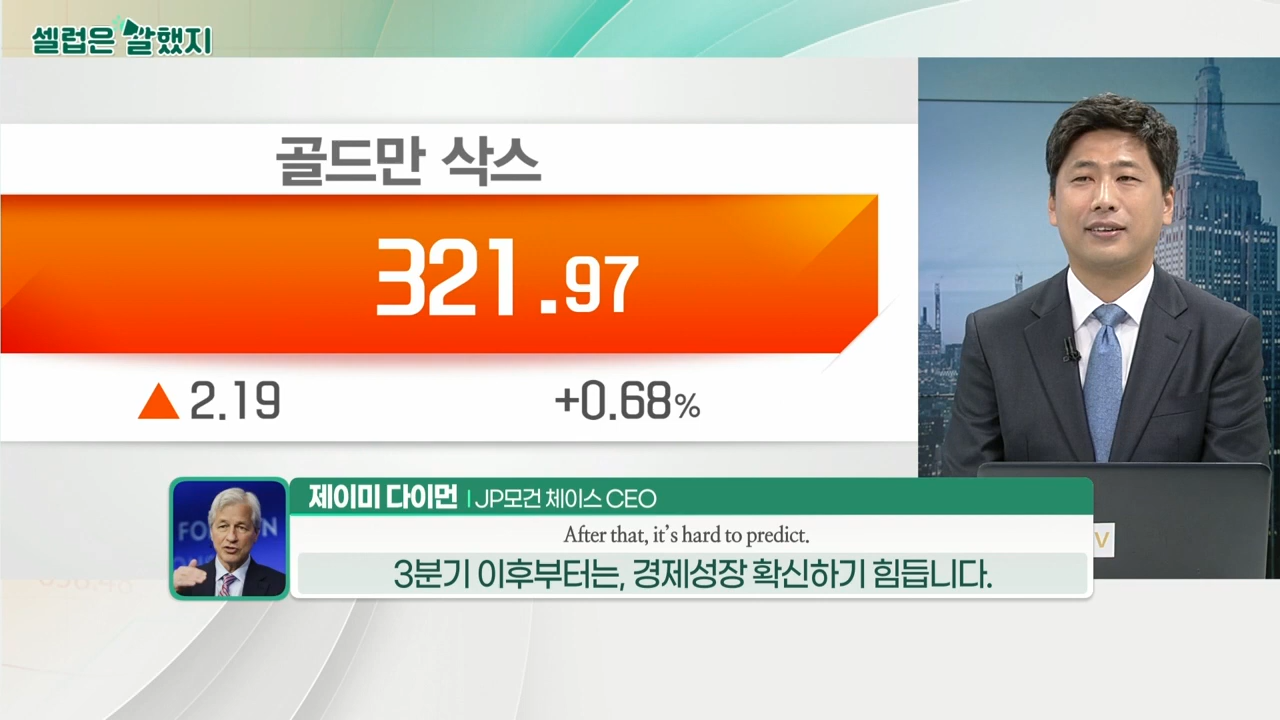 셀럽은 말했지
골드만 삭스
321.97
▲ 2.19 +0.68%
제이미 다이먼 | JP모건 체이스 CEO
After that, it's hard to predict.
3분기 이후부터는, 경제성장 확신하기 힘듭니다.
V